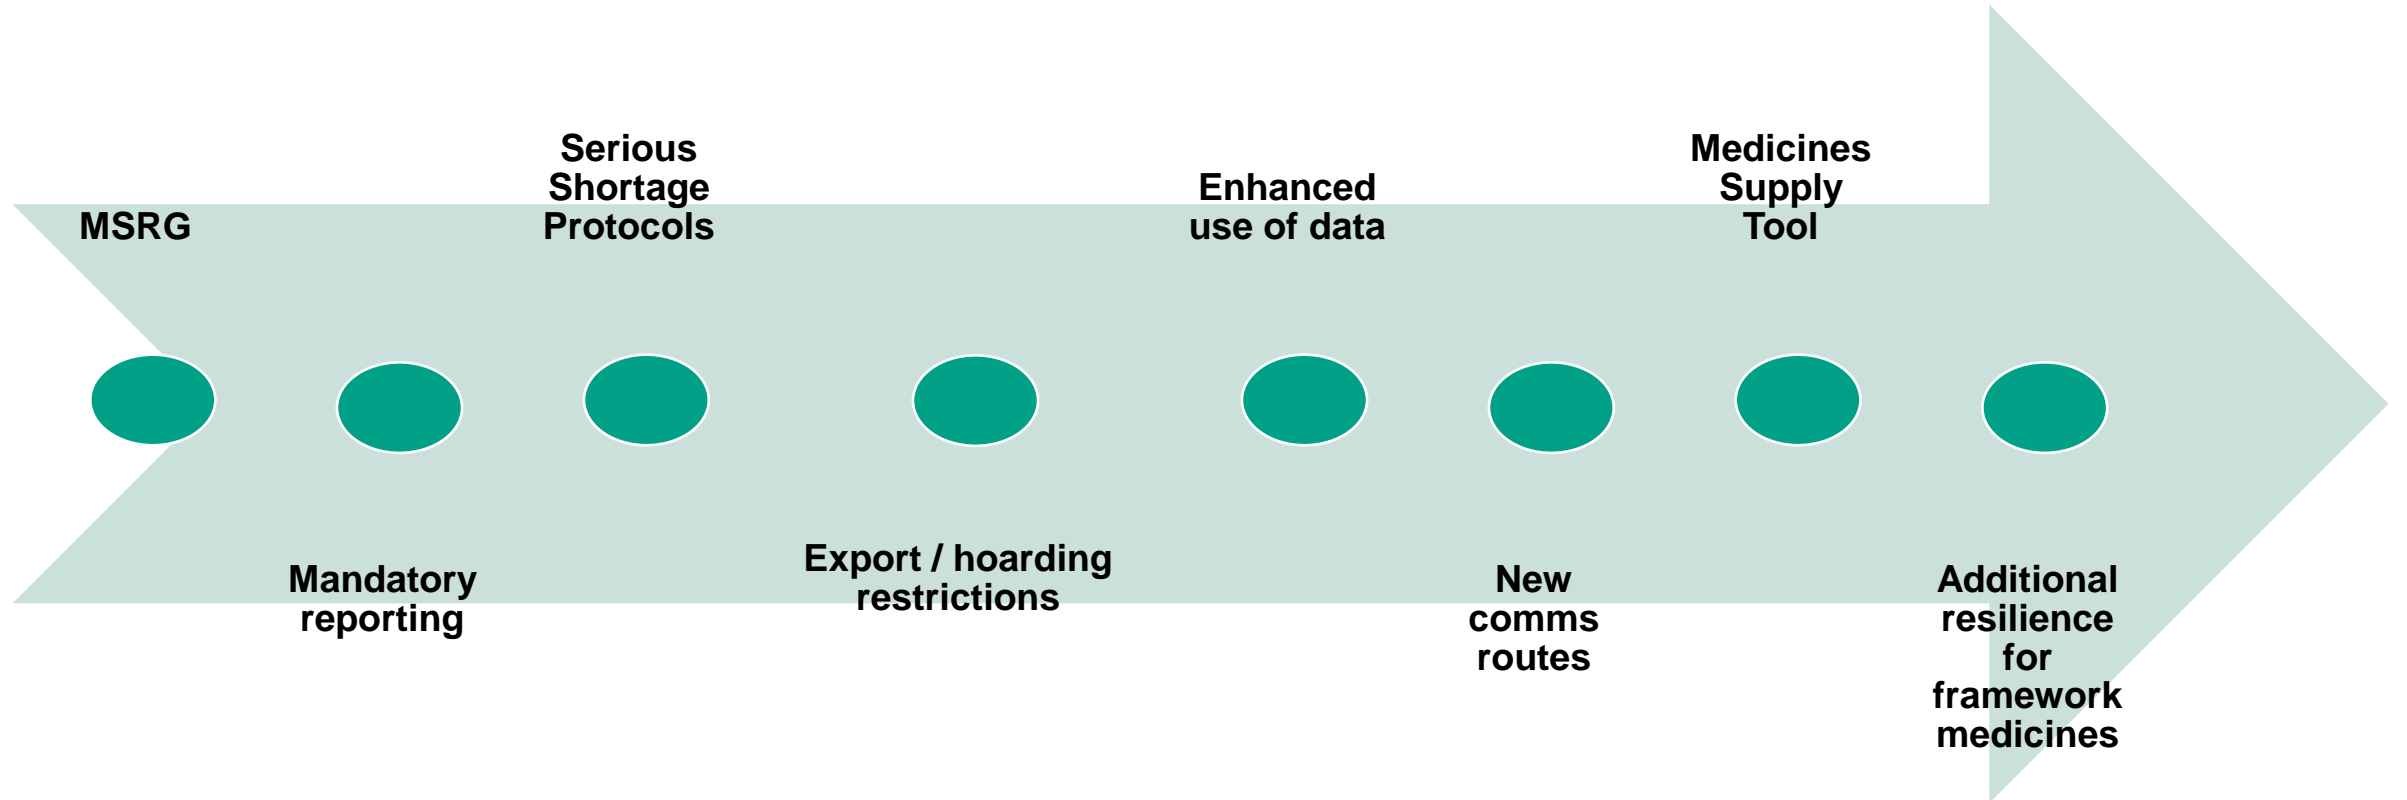 MSRG
Mandatory
reporting
Serious
Shortage
Protocols
Export / hoarding
restrictions
Enhanced
use of data
New
comms
routes
Medicines
Supply
Tool
Additional
resilience
for
framework
medicines